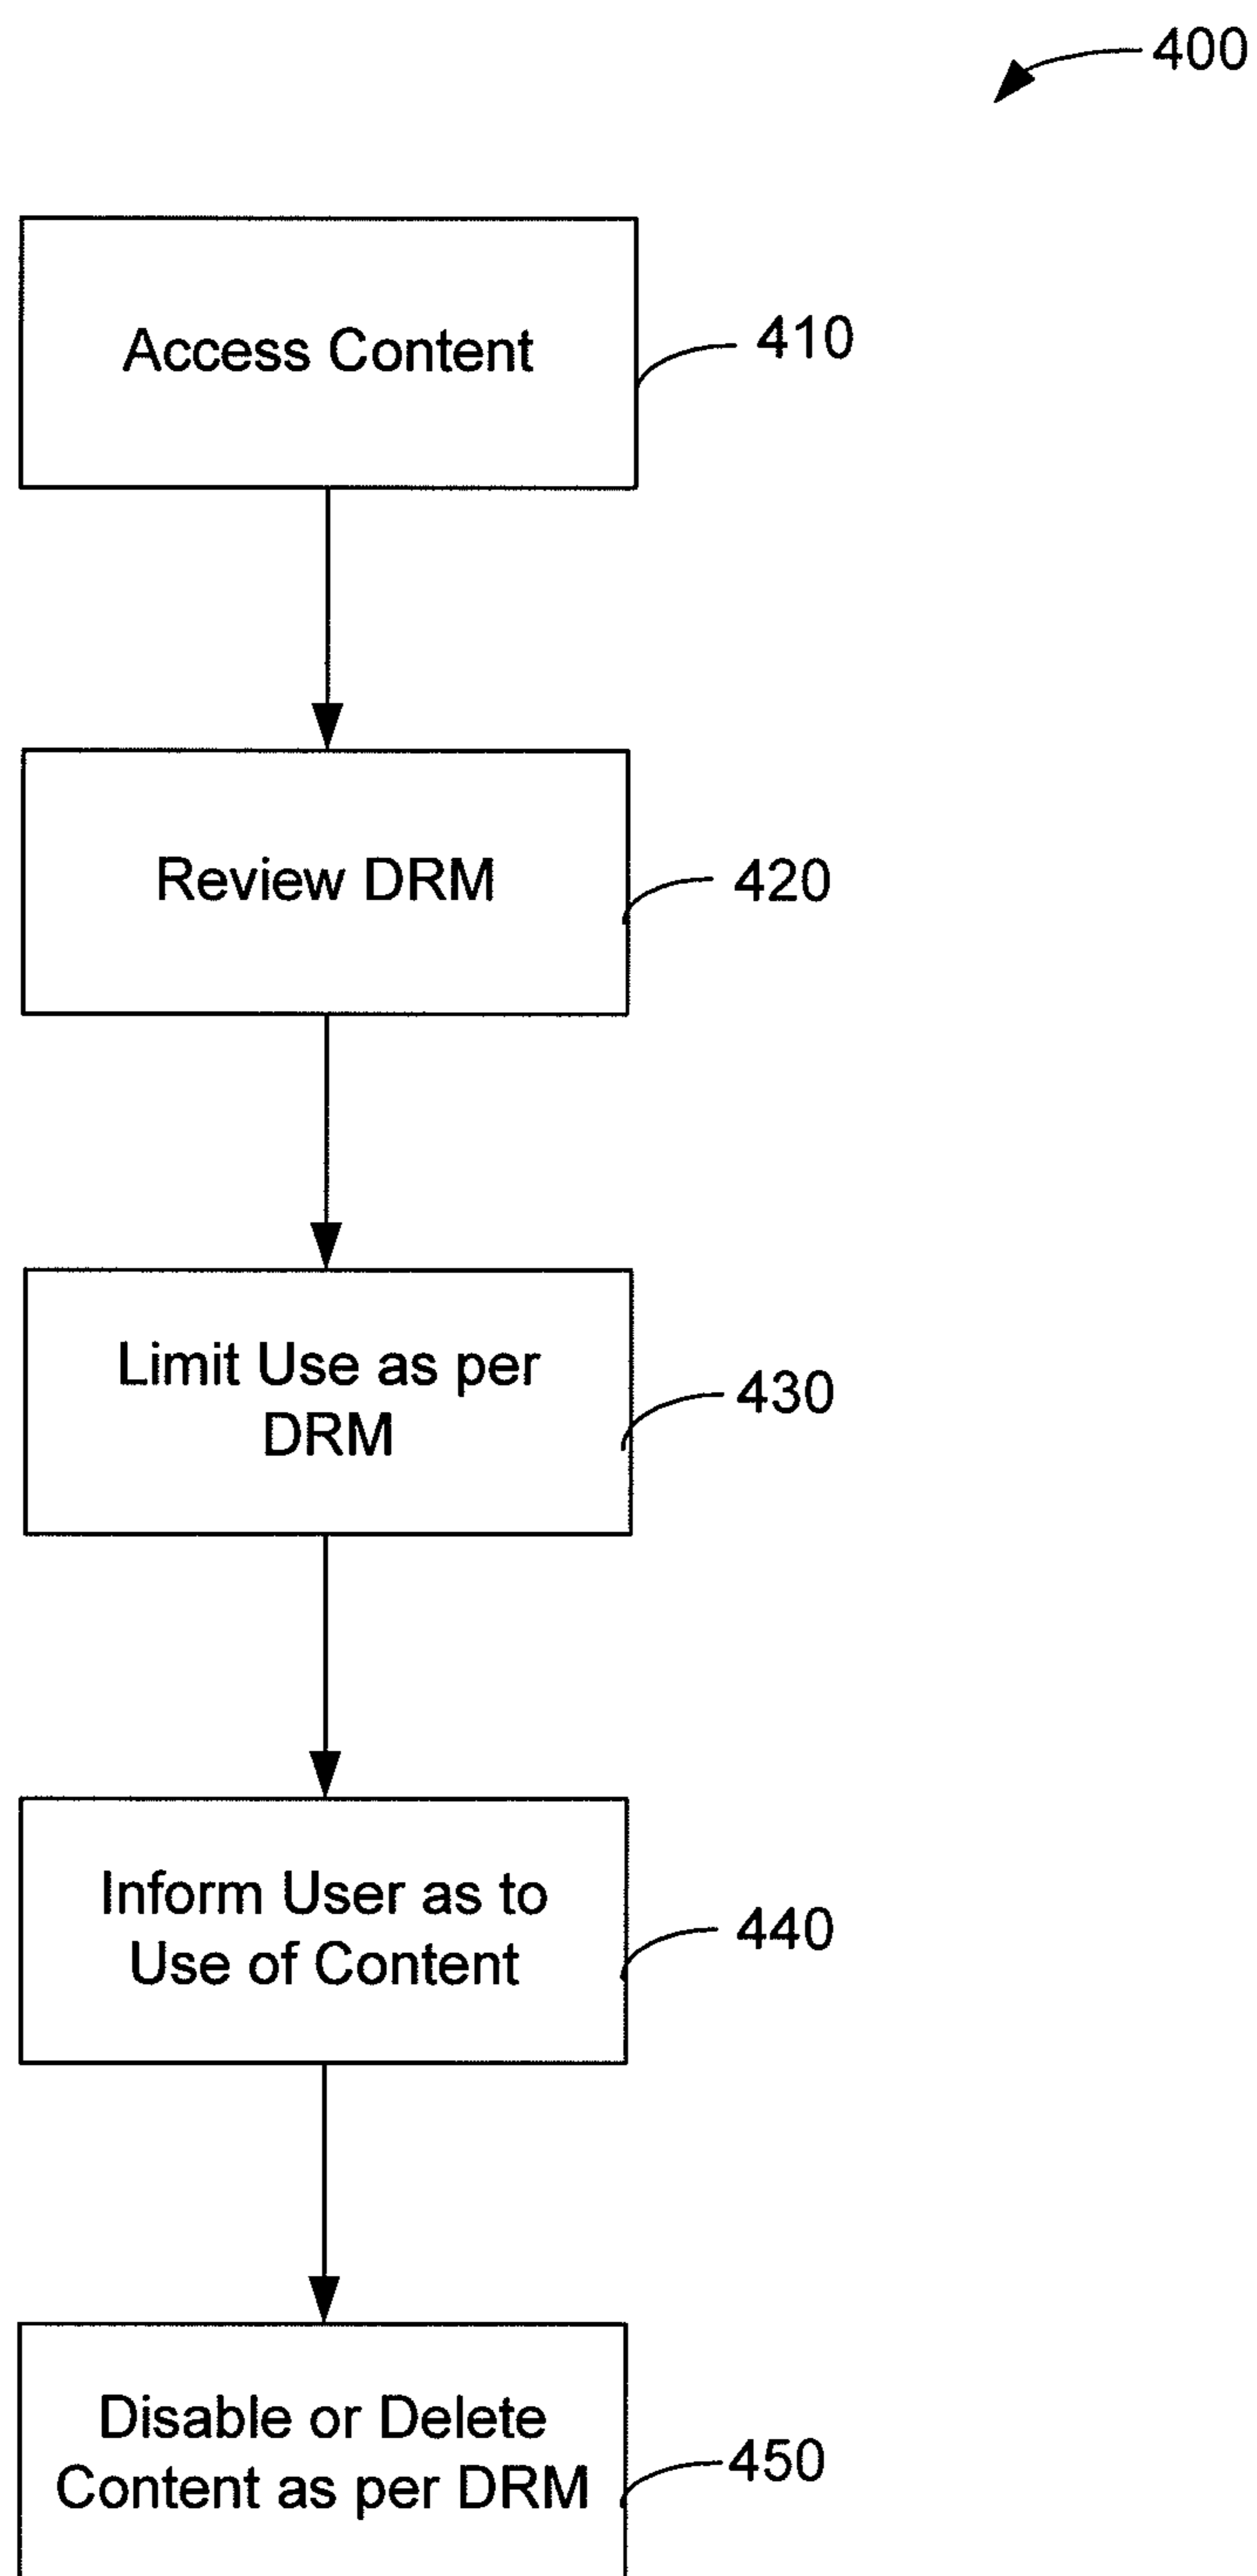 400
Access Content
410
Review DRM
420
Limit Use as per
DRM
430
Inform User as to
Use of Content
440
Disable or Delete
Content as per DRM
450